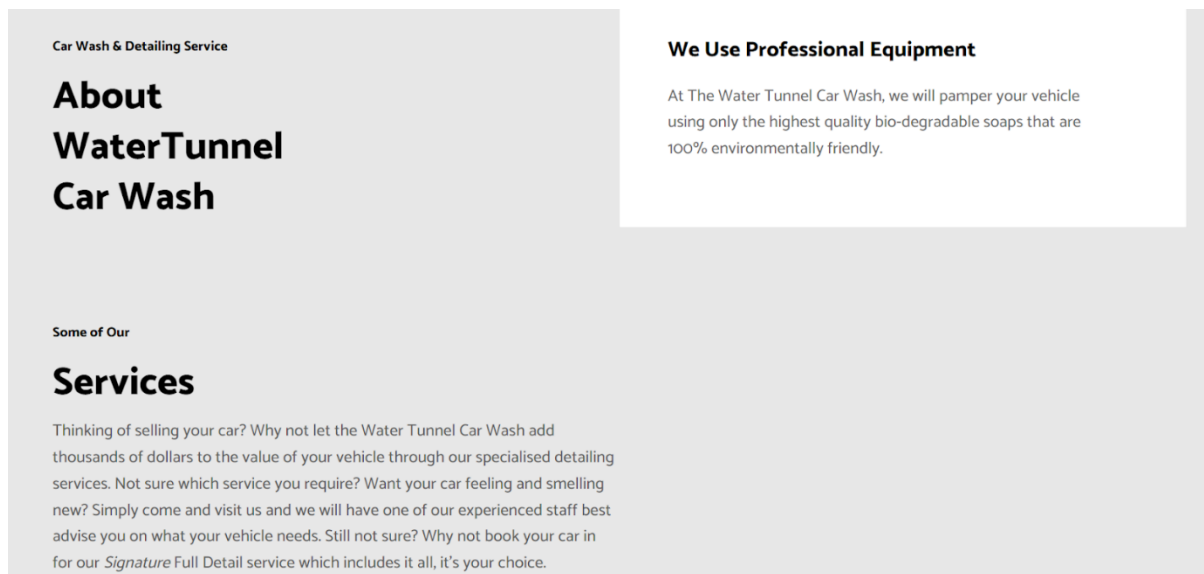 Car Wash & Detailing Service
About
WaterTunnel
Car Wash
We Use Professional Equipment
At The Water Tunnel Car Wash, we will pamper your vehicle
using only the highest quality bio-degradable soaps that are
100% environmentally friendly.
Some of Our
Services
Thinking of selling your car? Why not let the Water Tunnel Car Wash add
thousands of dollars to the value of your vehicle through our specialised detailing
services. Not sure which service you require? Want your car feeling and smelling
new? Simply come and visit us and we will have one of our experienced staff best
advise you on what your vehicle needs. Still not sure? Why not book your car in
for our Signature Full Detail service which includes it all, it's your choice.